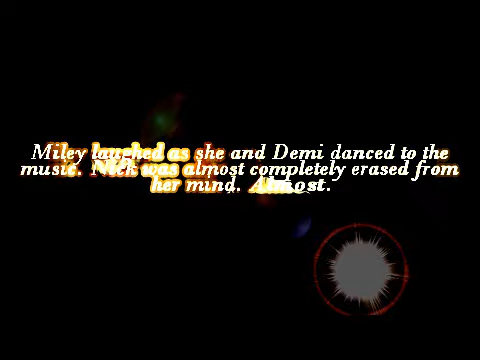 Miley laughed as she and Demi danced to the
music. Nick was almost completely erased from
her mind. Almost.